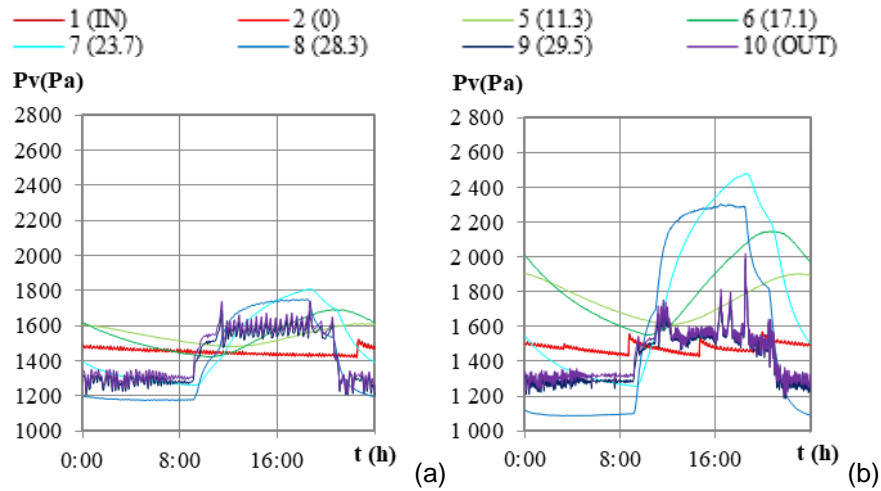 1 (IN) 2 (0) 5 (11.3) 6 (17.1)
7 (23.7) 8 (28.3) 9 (29.5) 10 (OUT)
Pv(Pa) Pv(Pa)
2800 2 800
2600 2 600
2400 2 400
2200 2 200
2000 2 000
1800 1 800
1600 1 600
1400 1 400
1200 1 200
1000 1 000
0:00 16:00 t (h) (a) 0:00 8:00 16:00 t (h) (b)